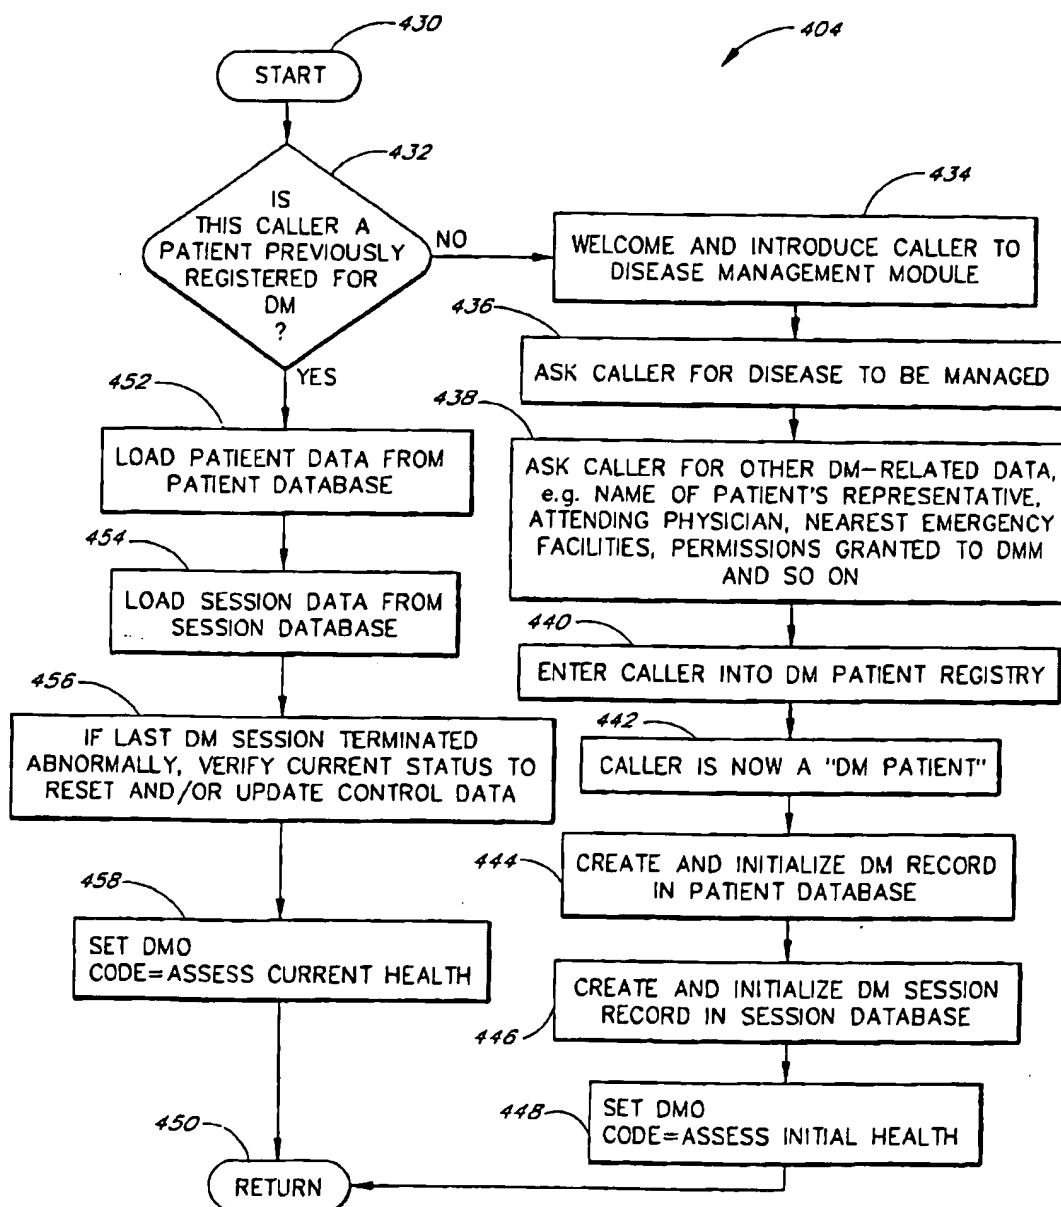 430
404
START
432
IS
THIS CALLER A
PATIENT PREVIOUSLY
REGISTERED FOR
DM
?
NO
YES
434
WELCOME AND INTRODUCE CALLER TO
DISEASE MANAGEMENT MODULE
436
ASK CALLER FOR DISEASE TO BE MANAGED
438
ASK CALLER FOR OTHER DM-RELATED DATA,
e.g. NAME OF PATIENT'S REPRESENTATIVE,
ATTENDING PHYSICIAN, NEAREST EMERGENCY
FACILITIES, PERMISSIONS GRANTED TO DMM
AND SO ON
440
ENTER CALLER INTO DM PATIENT REGISTRY
442
CALLER IS NOW A "DM PATIENT"
444
CREATE AND INITIALIZE DM RECORD
IN PATIENT DATABASE
446
CREATE AND INITIALIZE DM SESSION
RECORD IN SESSION DATABASE
448
SET DMO
CODE=ASSESS INITIAL HEALTH
452
LOAD PATIEENT DATA FROM
PATIENT DATABASE
454
LOAD SESSION DATA FROM
SESSION DATABASE
456
IF LAST DM SESSION TERMINATED
ABNORMALLY, VERIFY CURRENT STATUS TO
RESET AND/OR UPDATE CONTROL DATA
458
SET DMO
CODE=ASSESS CURRENT HEALTH
450
RETURN